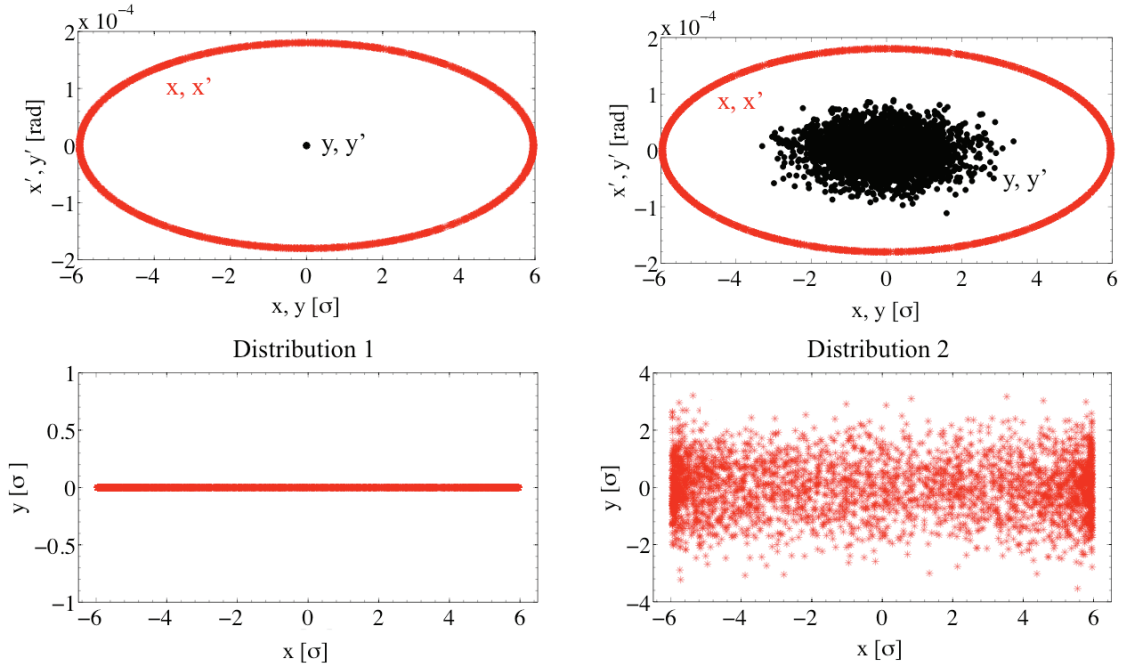 x 10⁻⁴
2
1
0
−1
−2
x, x'
y, y'
x', y' [rad]
−6 −4 −2 0 2 4 6
x, y [σ]
x 10⁻⁴
2
1
0
−1
−2
x, x'
y, y'
x', y' [rad]
−6 −4 −2 0 2 4 6
x, y [σ]
Distribution 1
1
0.5
0
−0.5
−1
y [σ]
−6 −4 −2 0 2 4 6
x [σ]
Distribution 2
4
2
0
−2
−4
y [σ]
−6 −4 −2 0 2 4 6
x [σ]